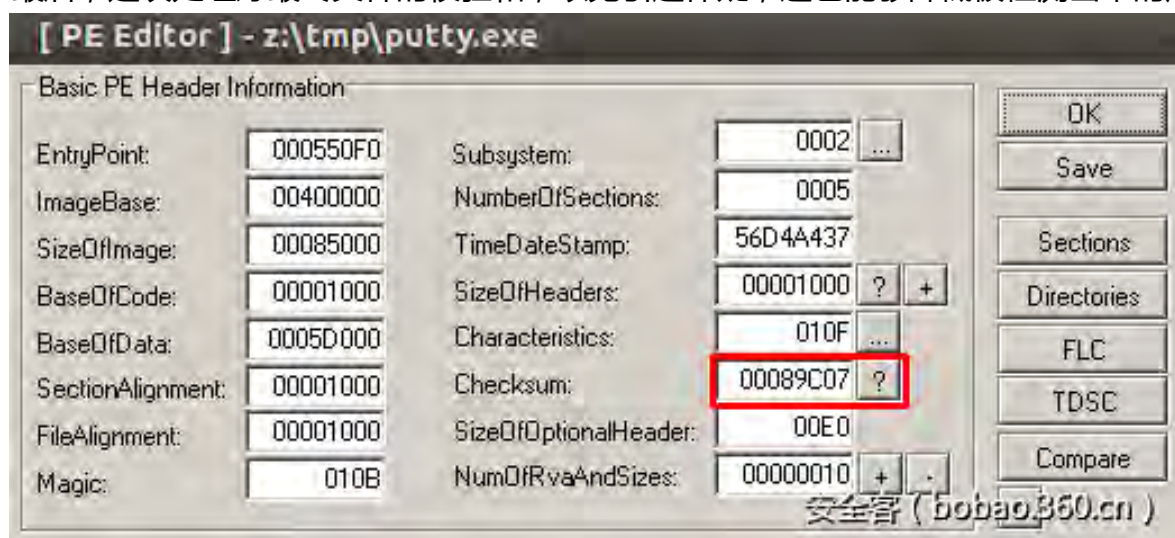 [ PE Editor ] - z:\tmp\putty.exe
Basic PE Header Information
EntryPoint: 000550F0
ImageBase: 00400000
SizeOfImage: 00085000
BaseOfCode: 00001000
BaseOfData: 0005D000
SectionAlignment: 00001000
FileAlignment: 00001000
Magic: 010B
Subsystem: 0002 ...
NumberOfSections: 0005
TimeDateStamp: 56D4A437
SizeOfHeaders: 00001000 ? +
Characteristics: 010F ...
Checksum: 00089C07 ?
SizeOfOptionalHeader: 00E0
NumOfRvaAndSizes: 00000010 + -
OK
Save
Sections
Directories
FLC
TDSC
Compare
安全客 ( bobao.360.cn )